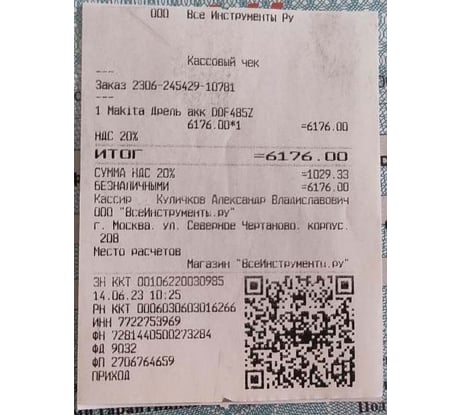 ООО Все Инструменты Ру
Кассовый чек
---
Заказ 2306-245429-10781
---
1 Makita Дрель акк DDF485Z
6176.00*1 =6176.00
НДС 20%
ИТОГ =6176.00
СУММА НДС 20% =1029.33
БЕЗНАЛИЧНЫМИ =6176.00
Кассир Куличков Александр Владиславович
ООО "ВсеИнструменты.ру"
г. Москва. ул. Северное Чертаново. корпус.
20В
Место расчетов
Магазин "ВсеИнструменты.ру"
ЗН ККТ 00106220030985
14.06.23 10:25
РН ККТ 0006030603016266
ИНН 7722753969
ФН 7281440500273284
ФД 9032
ФП 2706764659
ПРИХОД